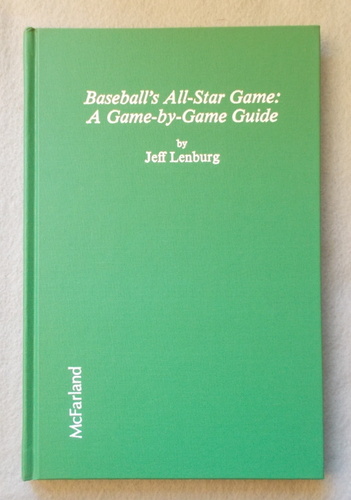 Baseball's All-Star Game:
A Game-by-Game Guide
by
Jeff Lenburg
McFarland